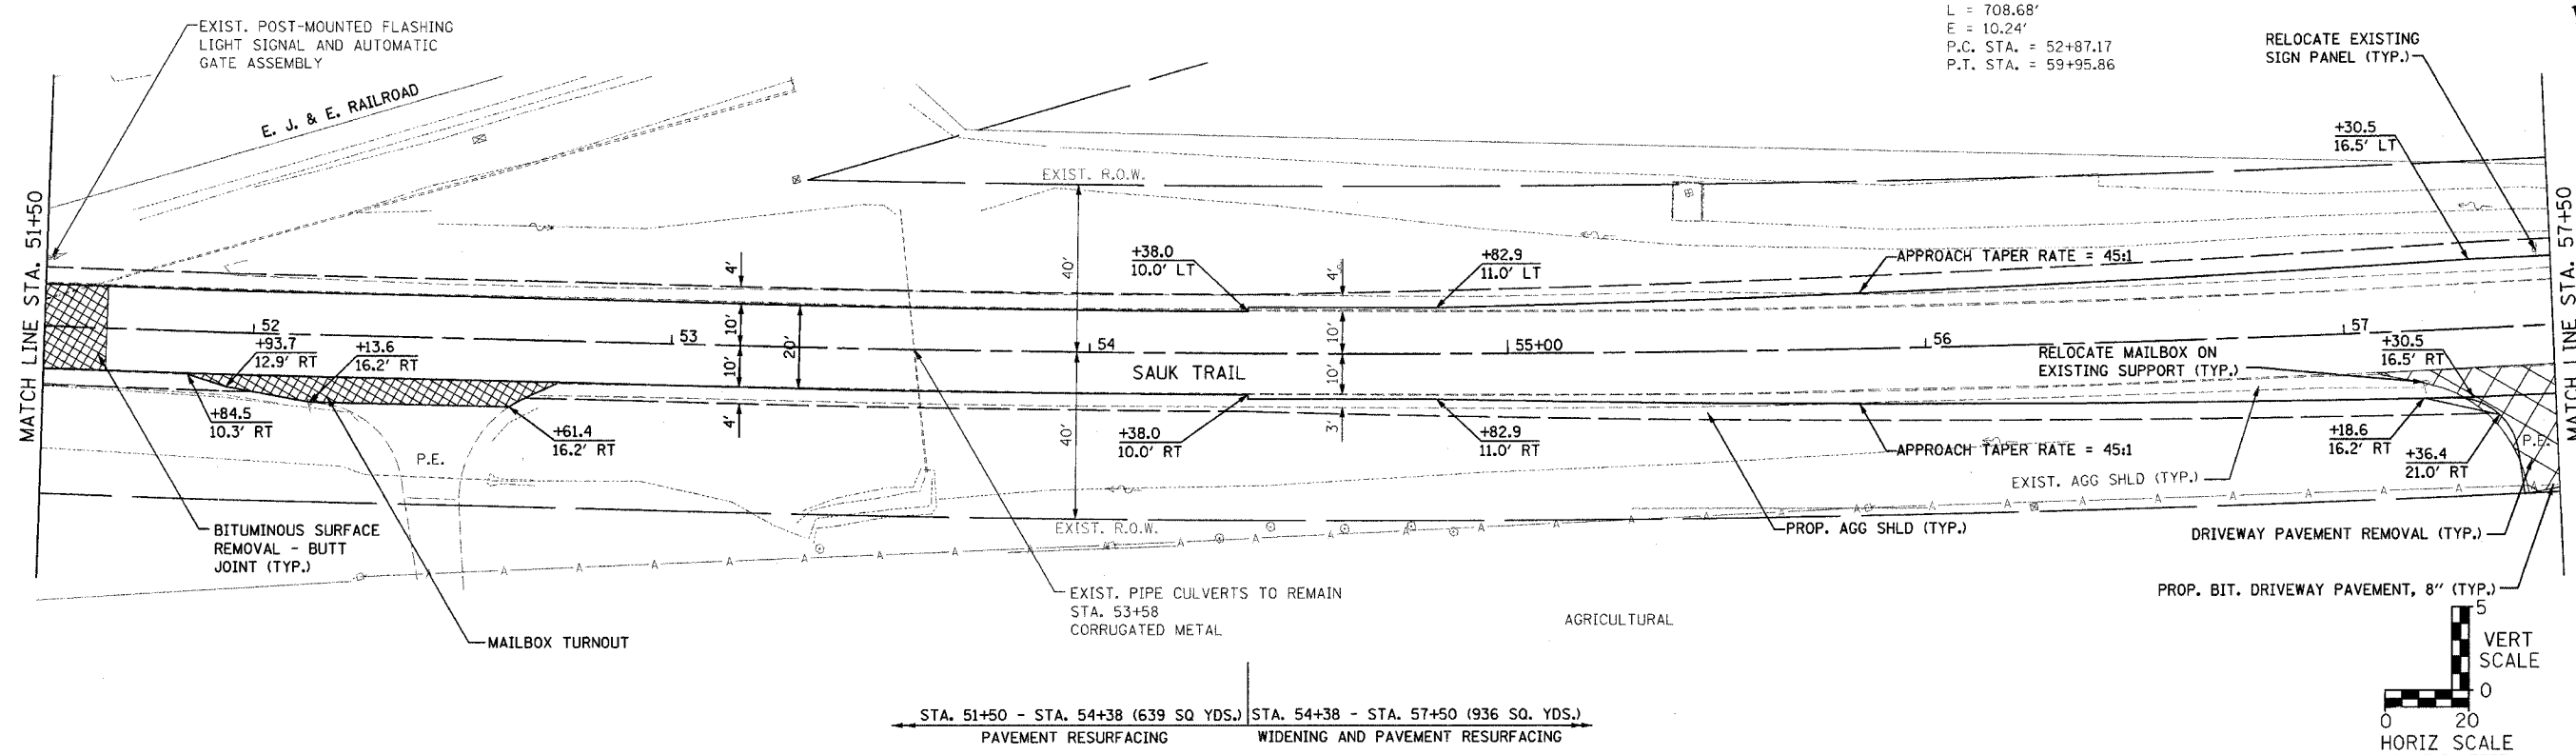 EXIST. POST-MOUNTED FLASHING
LIGHT SIGNAL AND AUTOMATIC
GATE ASSEMBLY
L = 708.68'
E = 10.24'
P.C. STA. = 52+87.17
P.T. STA. = 59+95.86
RELOCATE EXISTING
SIGN PANEL (TYP.)
E. J. & E. RAILROAD
+30.5
16.5' LT
EXIST. R.O.W.
MATCH LINE STA. 51+50
MATCH LINE STA. 57+50
+38.0
10.0' LT
+82.9
11.0' LT
APPROACH TAPER RATE = 45:1
4'
40'
4'
52
53
54
55+00
56
57
10'
20'
10'
10'
10'
+93.7
12.9' RT
+13.6
16.2' RT
SAUK TRAIL
RELOCATE MAILBOX ON
EXISTING SUPPORT (TYP.)
+30.5
16.5' RT
+84.5
10.3' RT
4'
+61.4
16.2' RT
40'
+38.0
10.0' RT
3'
+82.9
11.0' RT
APPROACH TAPER RATE = 45:1
+18.6
16.2' RT
+36.4
21.0' RT
P.E.
P.E.
EXIST. AGG SHLD (TYP.)
BITUMINOUS SURFACE
REMOVAL - BUTT
JOINT (TYP.)
EXIST. R.O.W.
PROP. AGG SHLD (TYP.)
DRIVEWAY PAVEMENT REMOVAL (TYP.)
A A A A A A A A A A A A A A A A A A A A A A A A A A A
PROP. BIT. DRIVEWAY PAVEMENT, 8" (TYP.)
EXIST. PIPE CULVERTS TO REMAIN
STA. 53+58
CORRUGATED METAL
AGRICULTURAL
MAILBOX TURNOUT
5
VERT
SCALE
0
0 20
HORIZ SCALE
STA. 51+50 - STA. 54+38 (639 SQ YDS.)
PAVEMENT RESURFACING
STA. 54+38 - STA. 57+50 (936 SQ. YDS.)
WIDENING AND PAVEMENT RESURFACING